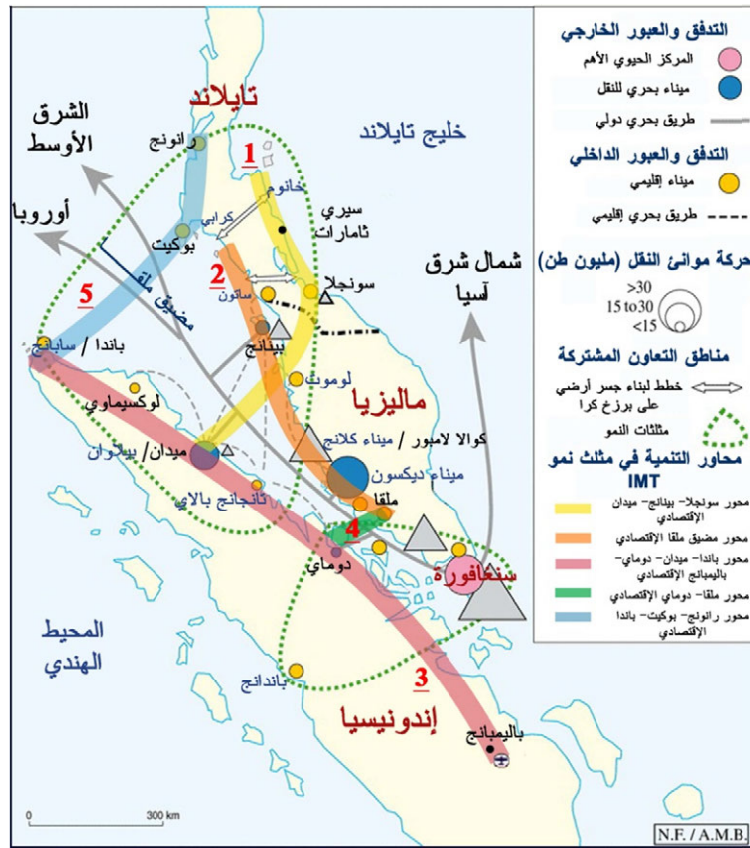 تايلاند
خليج تايلاند
الشرق
الأوسط
أوروبا
رانونج
1
خانوم
كرابي
سيري
ثامارات
بوكيت
2
ساتون
سونجلا
شمال شرق
آسيا
مضيق ملقا
5
باندا / سابانج
بينانج
لوموت
ماليزيا
لوكسيماوي
ميدان/ بيلاوان
كوالا لامبور / ميناء كلانج
ميناء ديكسون
تانجانج بالاي
ملقا
4
دوماي
سنغافورة
المحيط
الهندي
باندانج
3
إندونيسيا
باليمبانج
0
300 km
N.F. / A.M.B.
التدفق والعبور الخارجي
المركز الحيوي الأهم
ميناء بحري للنقل
طريق بحري دولي
التدفق والعبور الداخلي
ميناء إقليمي
طريق بحري إقليمي
حركة موانئ النقل (مليون طن)
>30
15 to30
<15
مناطق التعاون المشتركة
خطط لبناء جسر أرضي
على برزخ كرا
مثلثات النمو
محاور التنمية في مثلث نمو
IMT
محور سونجلا- بينانج- ميدان
الإقتصادي
محور مضيق ملقا الإقتصادي
محور باندا- ميدان- دوماي-
باليمبانج الإقتصادي
محور ملقا- دوماي الإقتصادي
محور رانونج- بوكيت- باندا
الإقتصادي